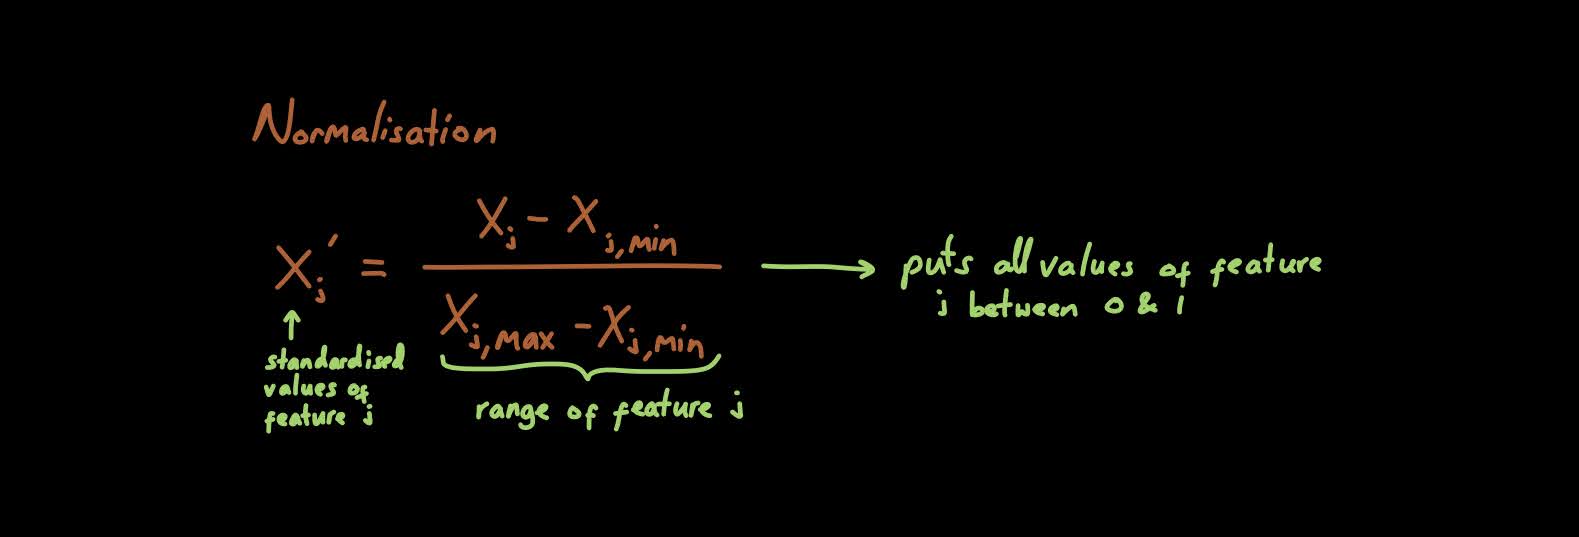 Normalisation
X_j' = (X_j - X_{j,min}) / (X_{j,max} - X_{j,min})
puts all values of feature
j between 0 & 1
standardised
values of
feature j
range of feature j